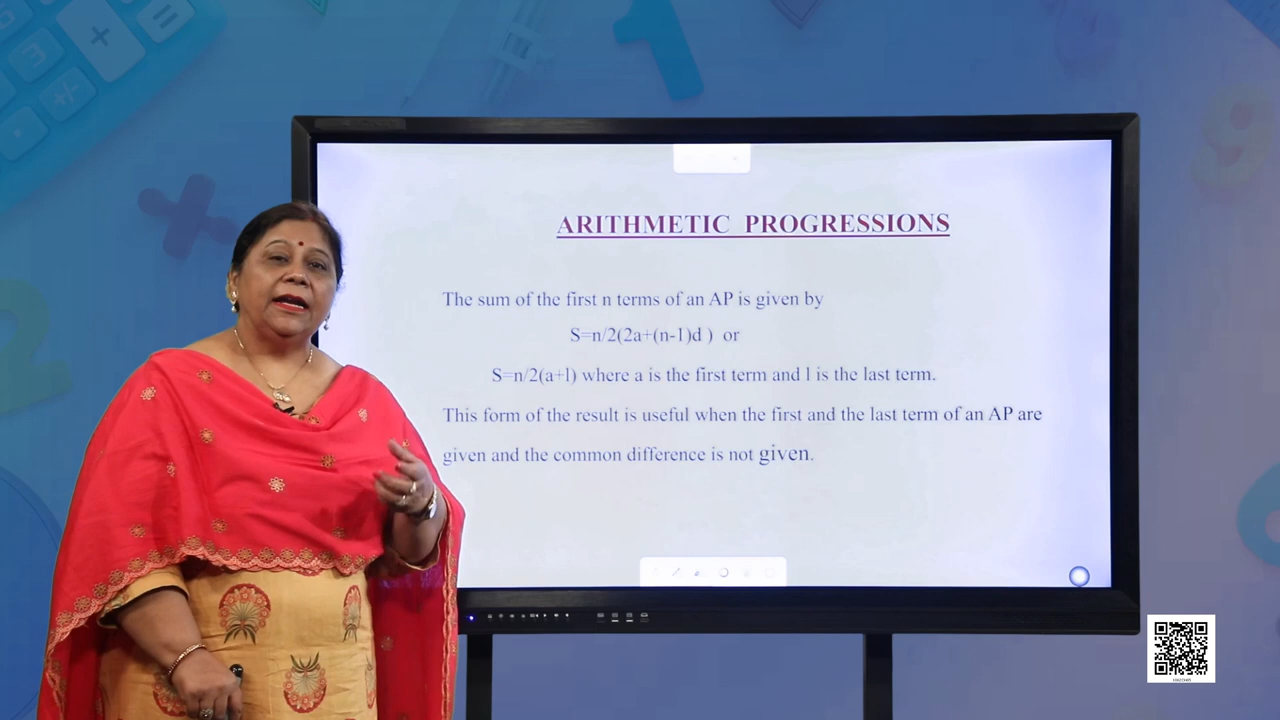 ARITHMETIC PROGRESSIONS
The sum of the first n terms of an AP is given by
S=n/2(2a+(n-1)d ) or
S=n/2(a+l) where a is the first term and l is the last term.
This form of the result is useful when the first and the last term of an AP are
given and the common difference is not given.